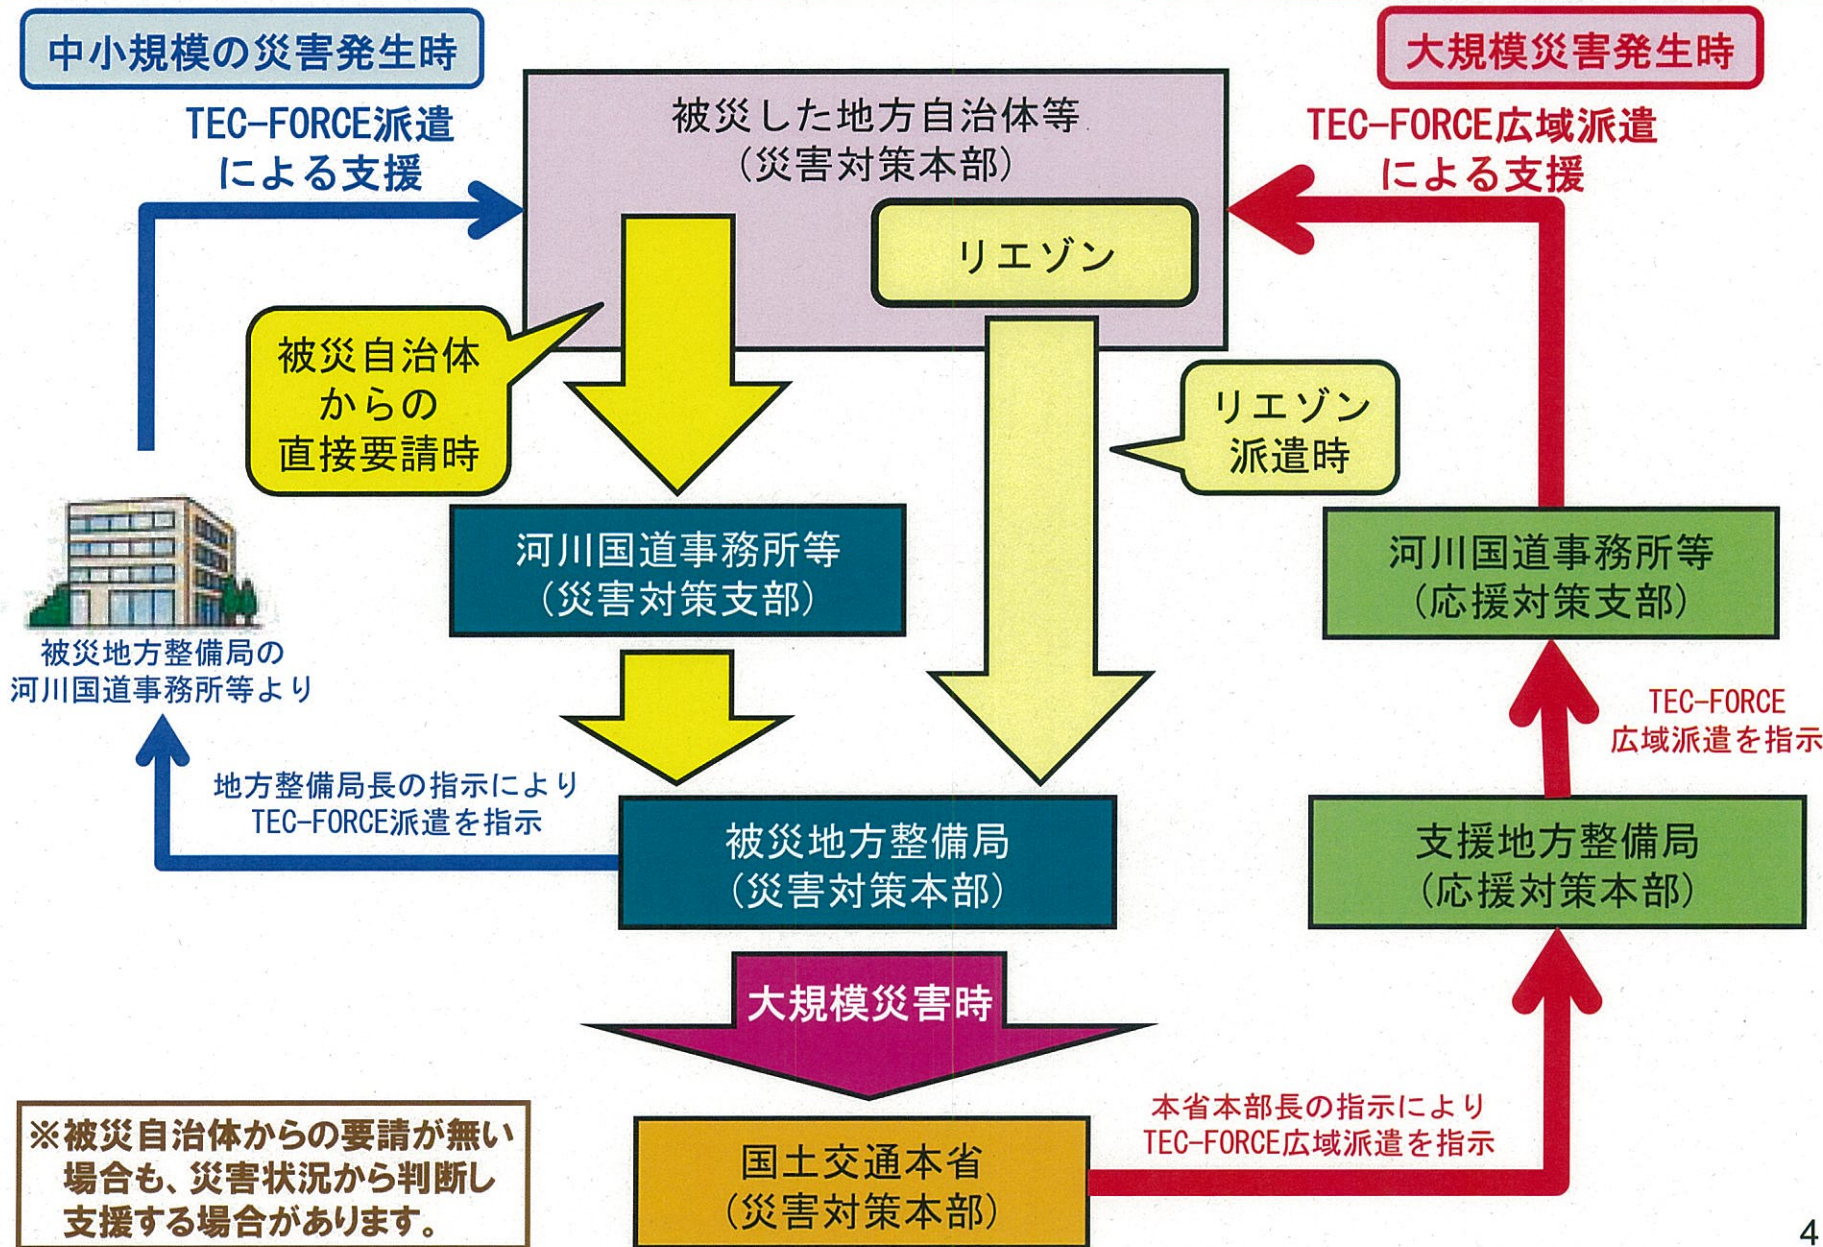 中小規模の災害発生時
大規模災害発生時
TEC-FORCE派遣
による支援
被災した地方自治体等
(災害対策本部)
TEC-FORCE広域派遣
による支援
リエゾン
被災自治体
からの
直接要請時
リエゾン
派遣時
河川国道事務所等
(災害対策支部)
河川国道事務所等
(応援対策支部)
被災地方整備局の
河川国道事務所等より
TEC-FORCE
広域派遣を指示
地方整備局長の指示により
TEC-FORCE派遣を指示
被災地方整備局
(災害対策本部)
支援地方整備局
(応援対策本部)
大規模災害時
本省本部長の指示により
TEC-FORCE広域派遣を指示
国土交通本省
(災害対策本部)
※被災自治体からの要請が無い
場合も、災害状況から判断し
支援する場合があります。
4